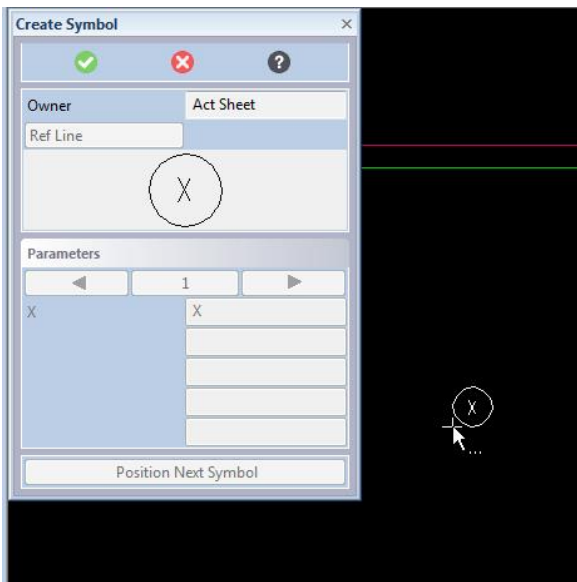 Create Symbol
Owner
Act Sheet
Ref Line
X
Parameters
1
X
X
Position Next Symbol
X
...